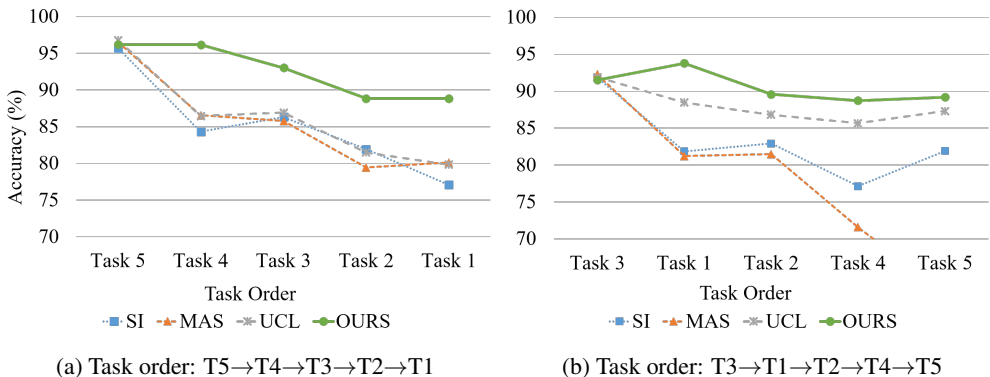 100
95
90
85
80
75
70
Accuracy (%)
Task 5 Task 4 Task 3 Task 2 Task 1
Task Order
SI MAS UCL OURS
(a) Task order: T5→T4→T3→T2→T1
100
95
90
85
80
75
70
Task 3 Task 1 Task 2 Task 4 Task 5
Task Order
SI MAS UCL OURS
(b) Task order: T3→T1→T2→T4→T5